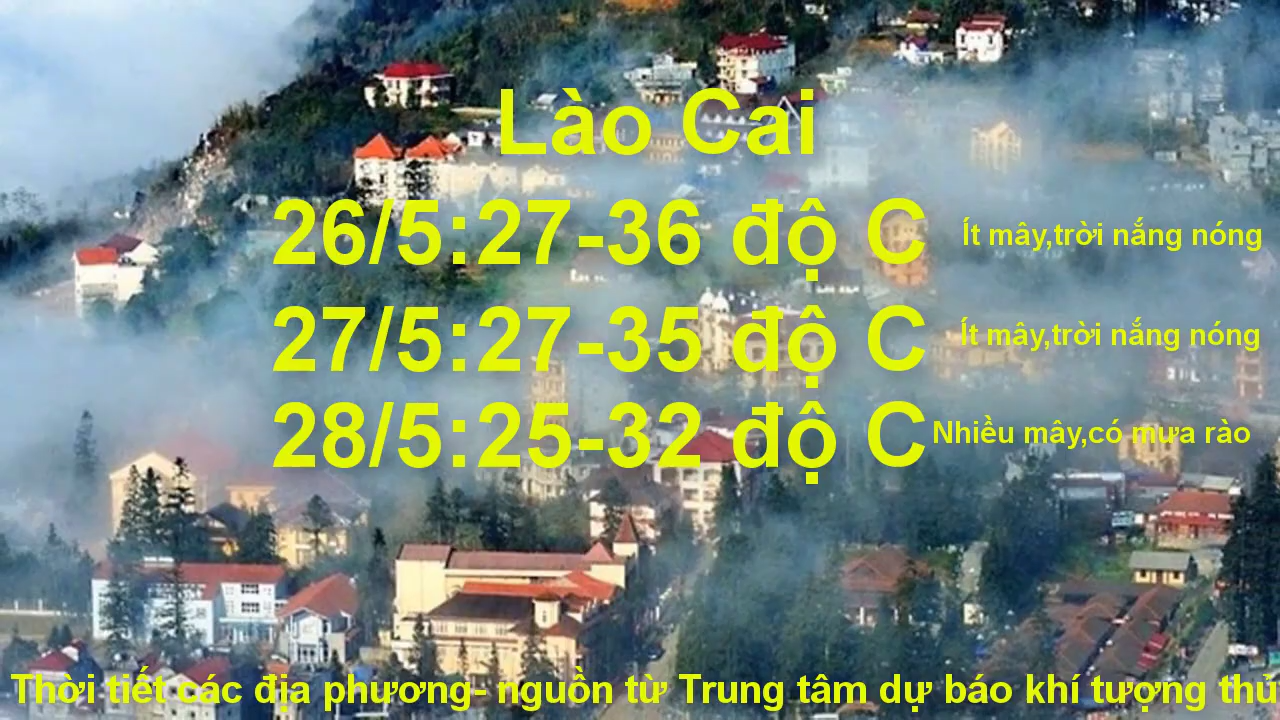 Lào Cai
26/5:27-36 độ C Ít mây,trời nắng nóng
27/5:27-35 độ C Ít mây,trời nắng nóng
28/5:25-32 độ C Nhiều mây,có mưa rào
Thời tiết các địa phương- nguồn từ Trung tâm dự báo khí tượng thủ